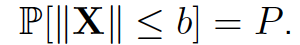 ℙ[‖𝐗‖ ≤ b] = P.